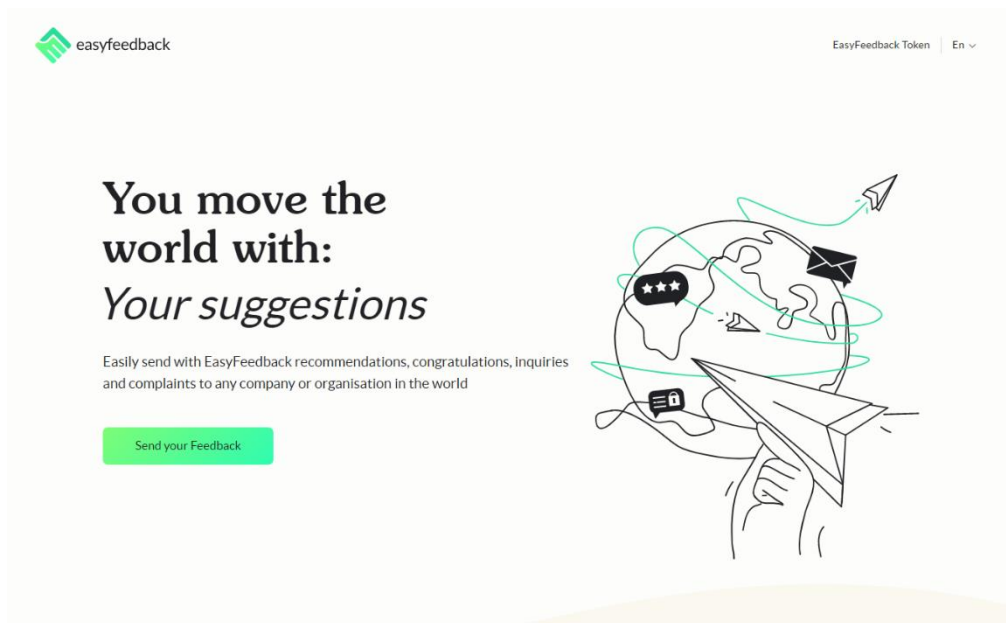 easyfeedback
EasyFeedback Token
En
You move the
world with:
Your suggestions
Easily send with EasyFeedback recommendations, congratulations, inquiries
and complaints to any company or organisation in the world
Send your Feedback